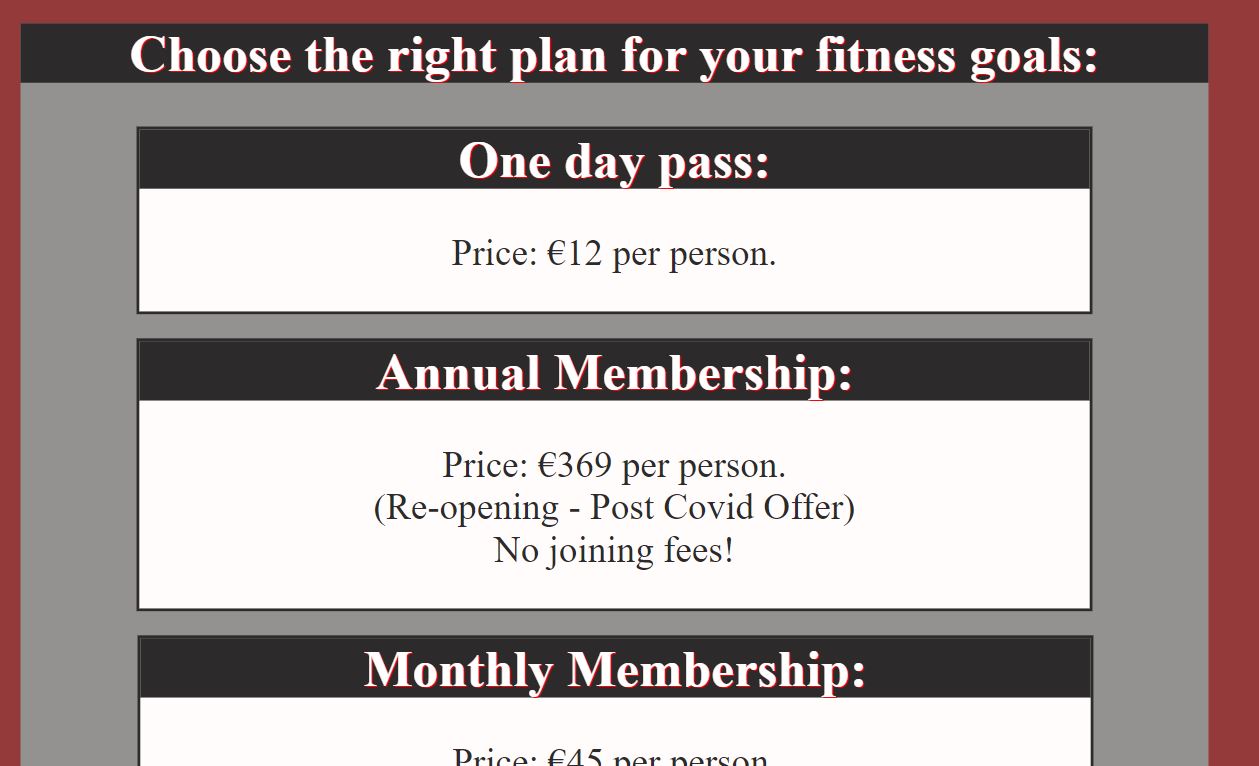 Choose the right plan for your fitness goals:
One day pass:
Price: €12 per person.
Annual Membership:
Price: €369 per person.
(Re-opening - Post Covid Offer)
No joining fees!
Monthly Membership:
Price: €45 per person